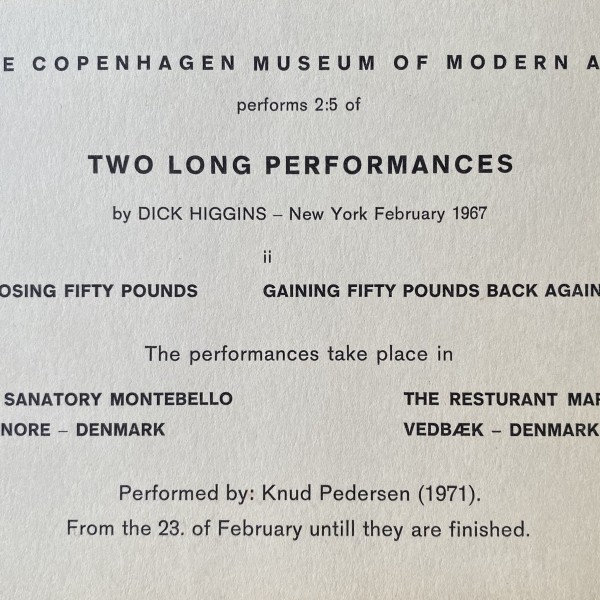 E COPENHAGEN MUSEUM OF MODERN A
performs 2:5 of
TWO LONG PERFORMANCES
by DICK HIGGINS – New York February 1967
ii
OSING FIFTY POUNDS GAINING FIFTY POUNDS BACK AGAIN
The performances take place in
SANATORY MONTEBELLO THE RESTURANT MAR
NORE – DENMARK VEDBÆK – DENMARK
Performed by: Knud Pedersen (1971).
From the 23. of February untill they are finished.